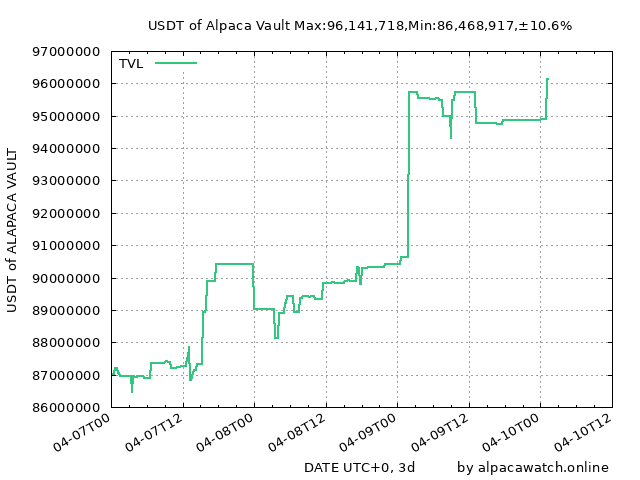 USDT of Alpaca Vault Max:96,141,718,Min:86,468,917,±10.6%
TVL
97000000
96000000
95000000
94000000
93000000
92000000
91000000
90000000
89000000
88000000
87000000
86000000
USDT of ALAPACA VAULT
04-07T00
04-07T12
04-08T00
04-08T12
04-09T00
04-09T12
04-10T00
04-10T12
DATE UTC+0, 3d
by alpacawatch.online